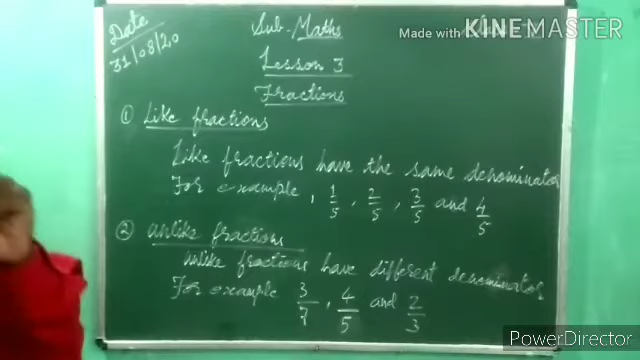 Date
31/08/20
Sub- Maths
Made with KINEMASTER
Lesson 3
Fractions
① Like fractions
Like fractions have the same denominator
For example, 1/5, 2/5, 3/5 and 4/5
② unlike fractions
unlike fractions have different denominator
For example 3/7, 4/5 and 2/3
PowerDirector